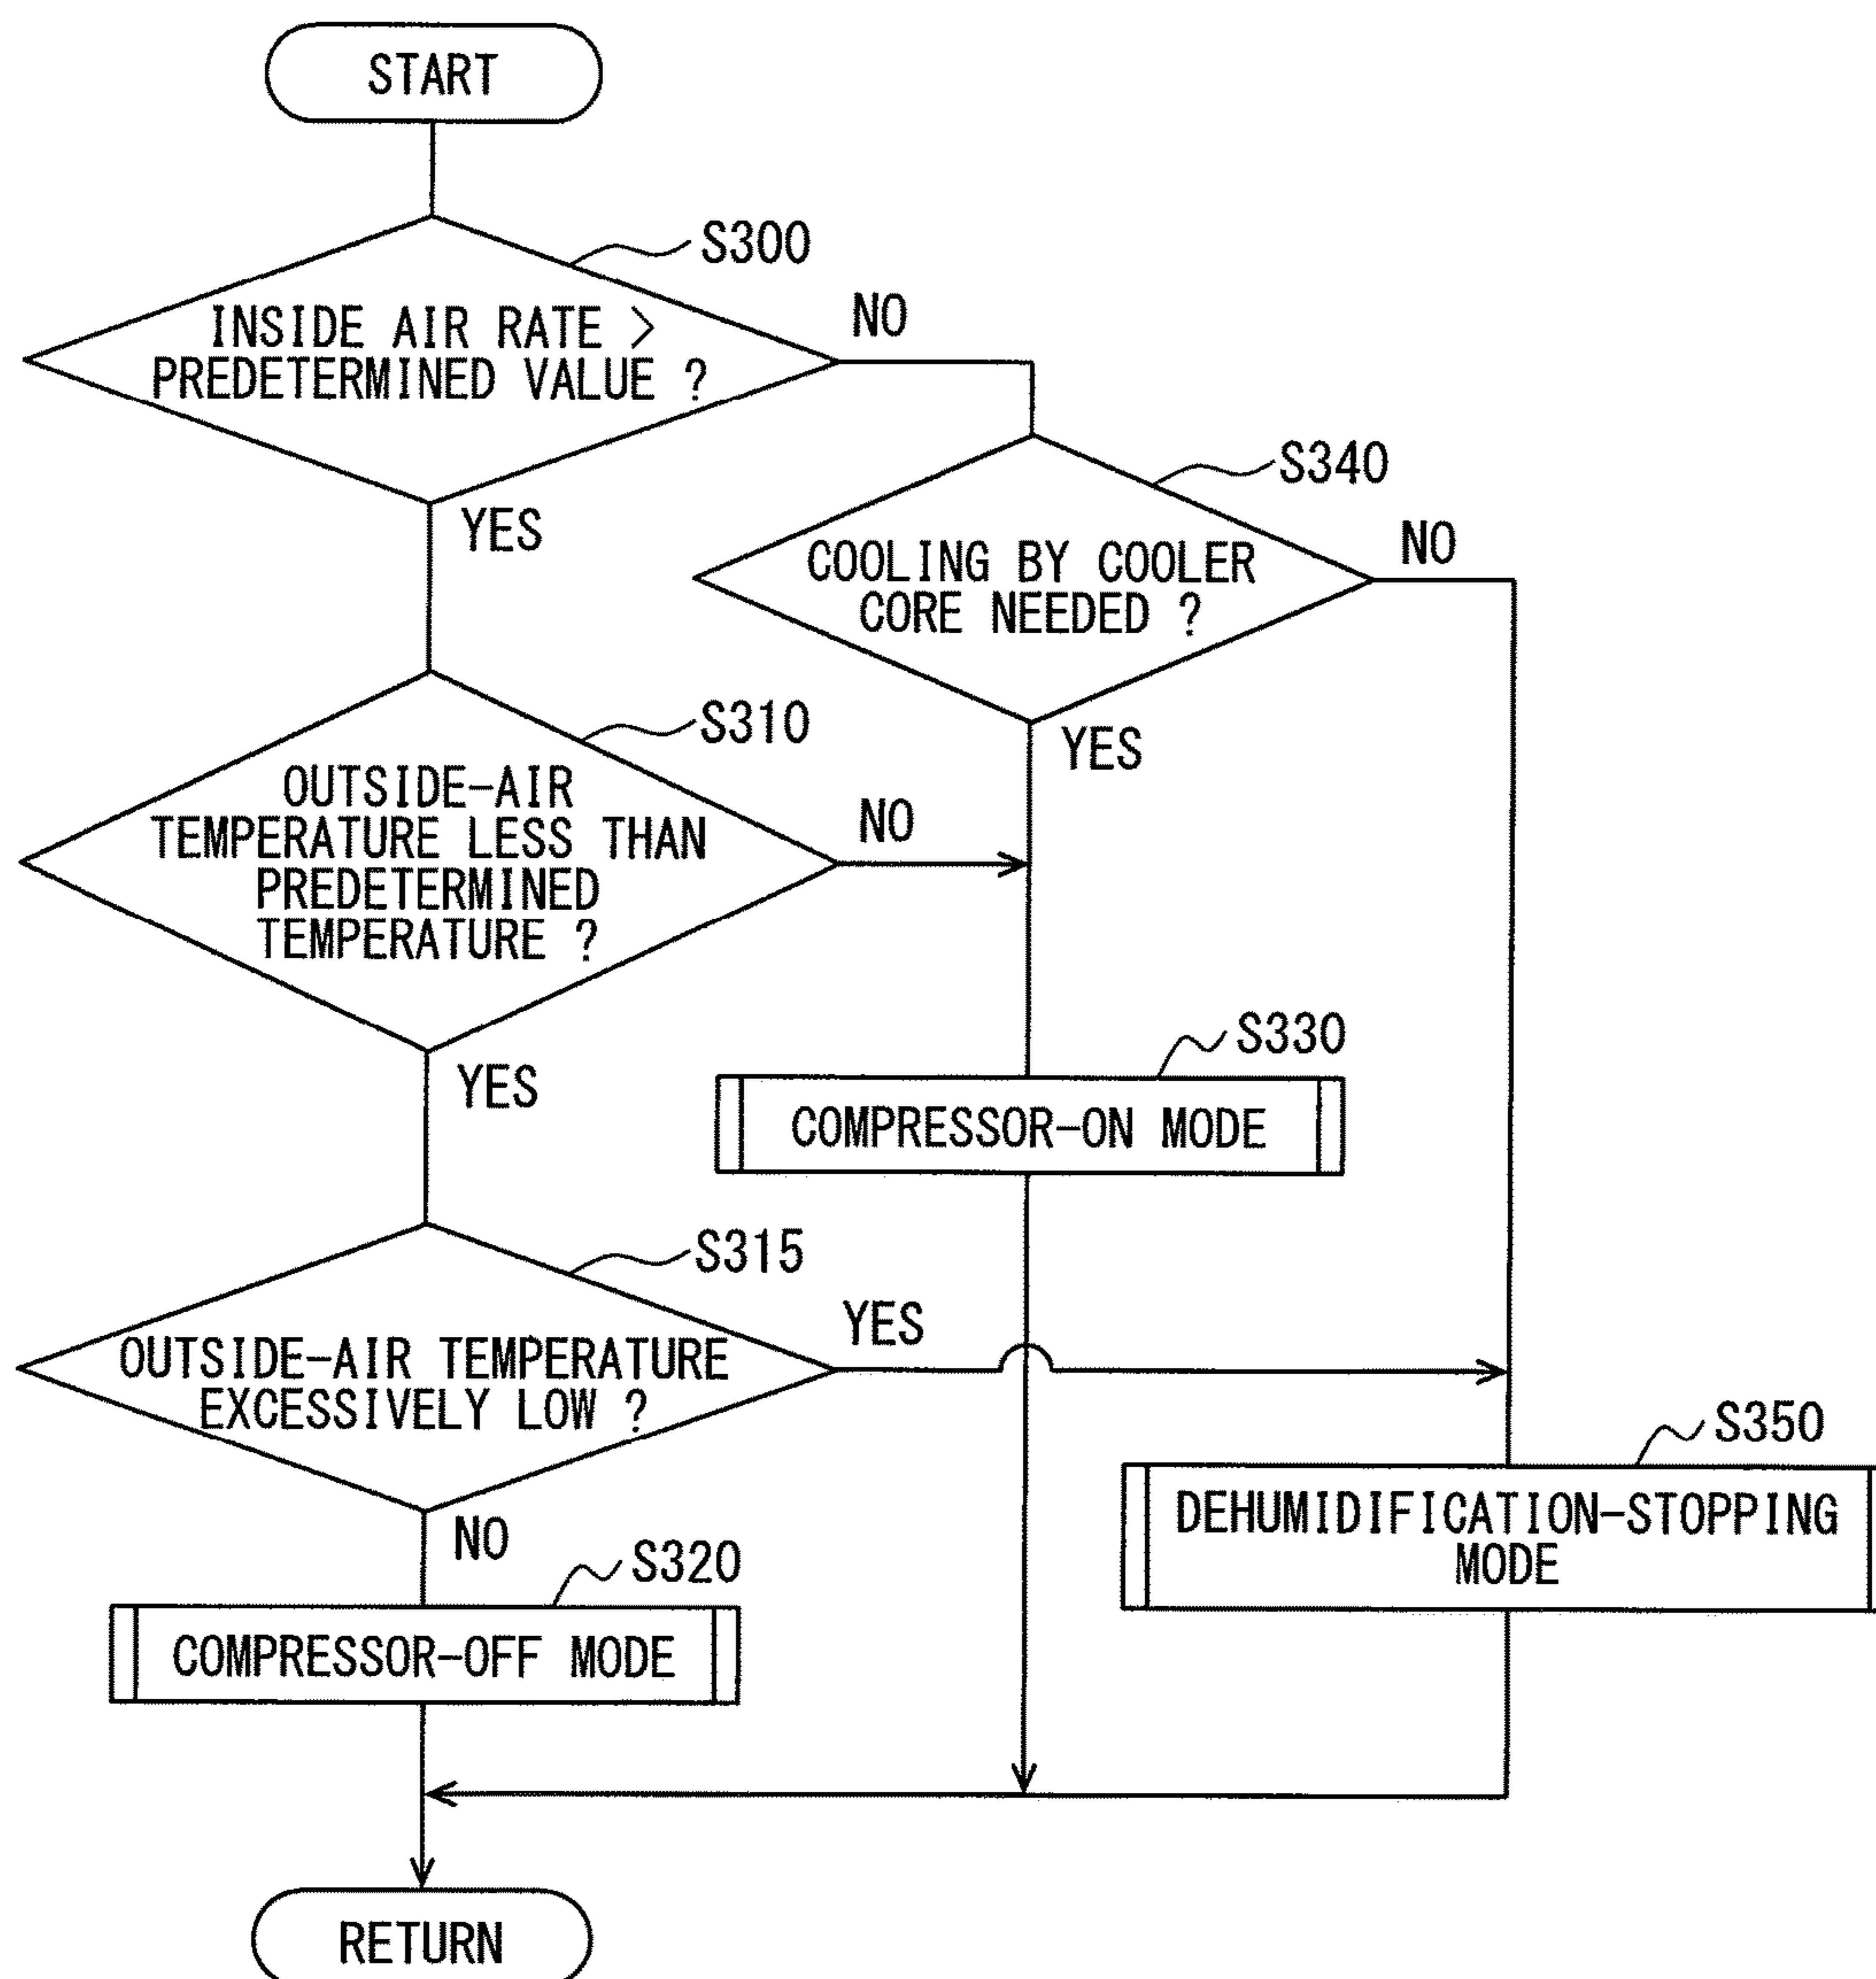 START
S300
INSIDE AIR RATE >
PREDETERMINED VALUE ?
NO
YES
S340
COOLING BY COOLER
CORE NEEDED ?
NO
YES
S310
OUTSIDE-AIR
TEMPERATURE LESS THAN
PREDETERMINED
TEMPERATURE ?
NO
YES
S330
COMPRESSOR-ON MODE
S315
OUTSIDE-AIR TEMPERATURE
EXCESSIVELY LOW ?
YES
NO
S350
DEHUMIDIFICATION-STOPPING
MODE
S320
COMPRESSOR-OFF MODE
RETURN